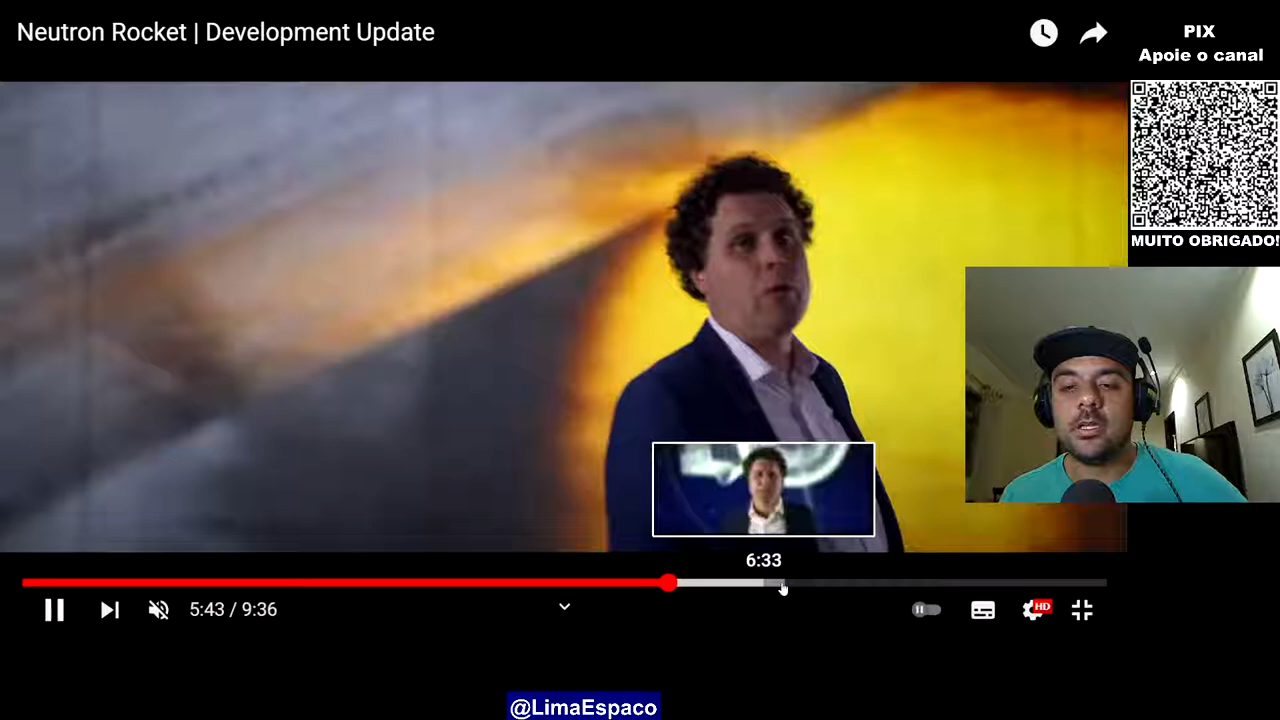 Neutron Rocket | Development Update
PIX
Apoie o canal
MUITO OBRIGADO!
6:33
5:43 / 9:36
HD
@LimaEspaco